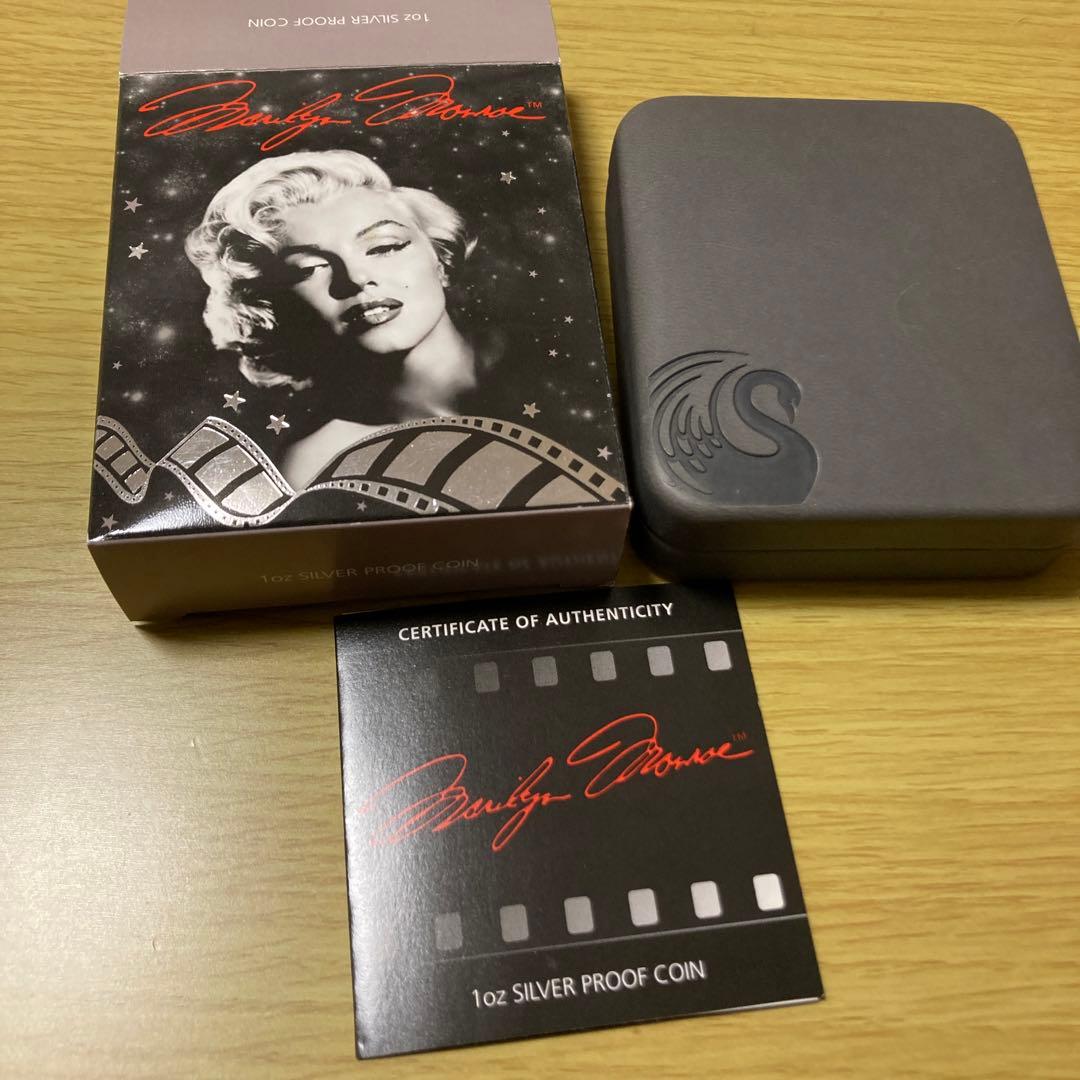 1oz SILVER PROOF COIN
Marilyn Monroe™
1oz SILVER PROOF COIN
CERTIFICATE OF AUTHENTICITY
Marilyn Monroe™
1oz SILVER PROOF COIN